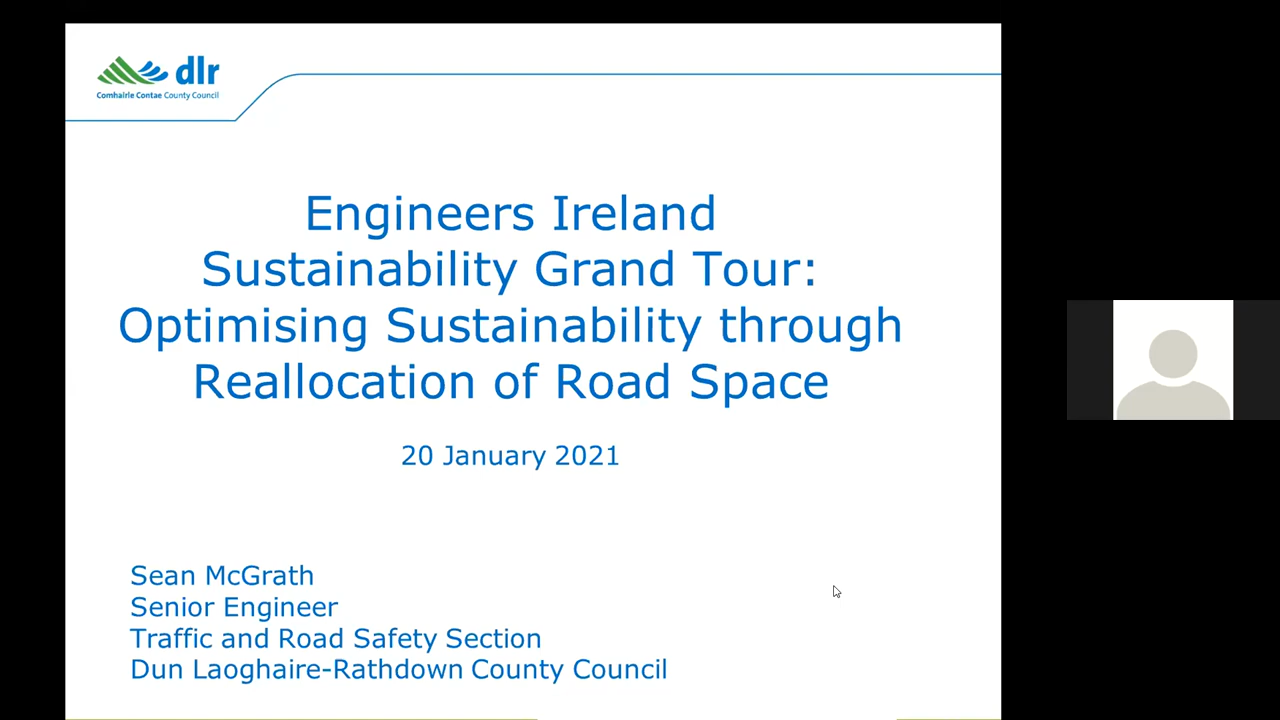 dlr
Comhairle Contae County Council
Engineers Ireland
Sustainability Grand Tour:
Optimising Sustainability through
Reallocation of Road Space
20 January 2021
Sean McGrath
Senior Engineer
Traffic and Road Safety Section
Dun Laoghaire-Rathdown County Council